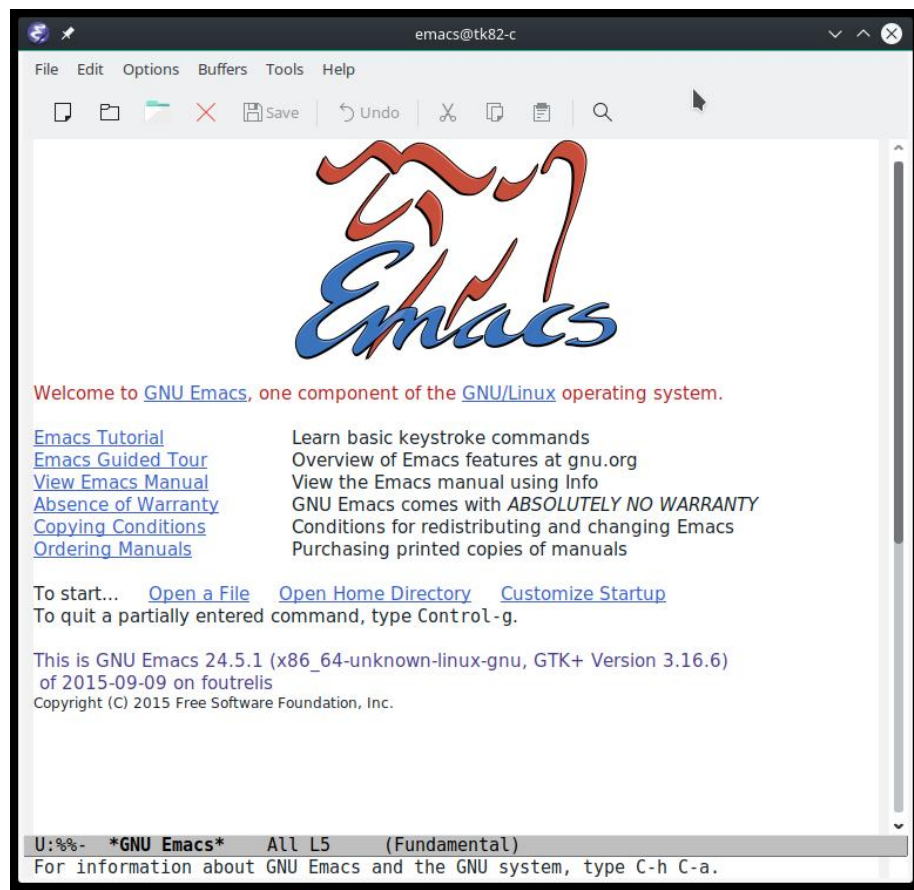 emacs@tk82-c
File Edit Options Buffers Tools Help
Save Undo
Emacs
Welcome to GNU Emacs, one component of the GNU/Linux operating system.
Emacs Tutorial Learn basic keystroke commands
Emacs Guided Tour Overview of Emacs features at gnu.org
View Emacs Manual View the Emacs manual using Info
Absence of Warranty GNU Emacs comes with ABSOLUTELY NO WARRANTY
Copying Conditions Conditions for redistributing and changing Emacs
Ordering Manuals Purchasing printed copies of manuals
To start... Open a File Open Home Directory Customize Startup
To quit a partially entered command, type Control-g.
This is GNU Emacs 24.5.1 (x86_64-unknown-linux-gnu, GTK+ Version 3.16.6)
of 2015-09-09 on foutrelis
Copyright (C) 2015 Free Software Foundation, Inc.
U:%%- *GNU Emacs* All L5 (Fundamental)
For information about GNU Emacs and the GNU system, type C-h C-a.